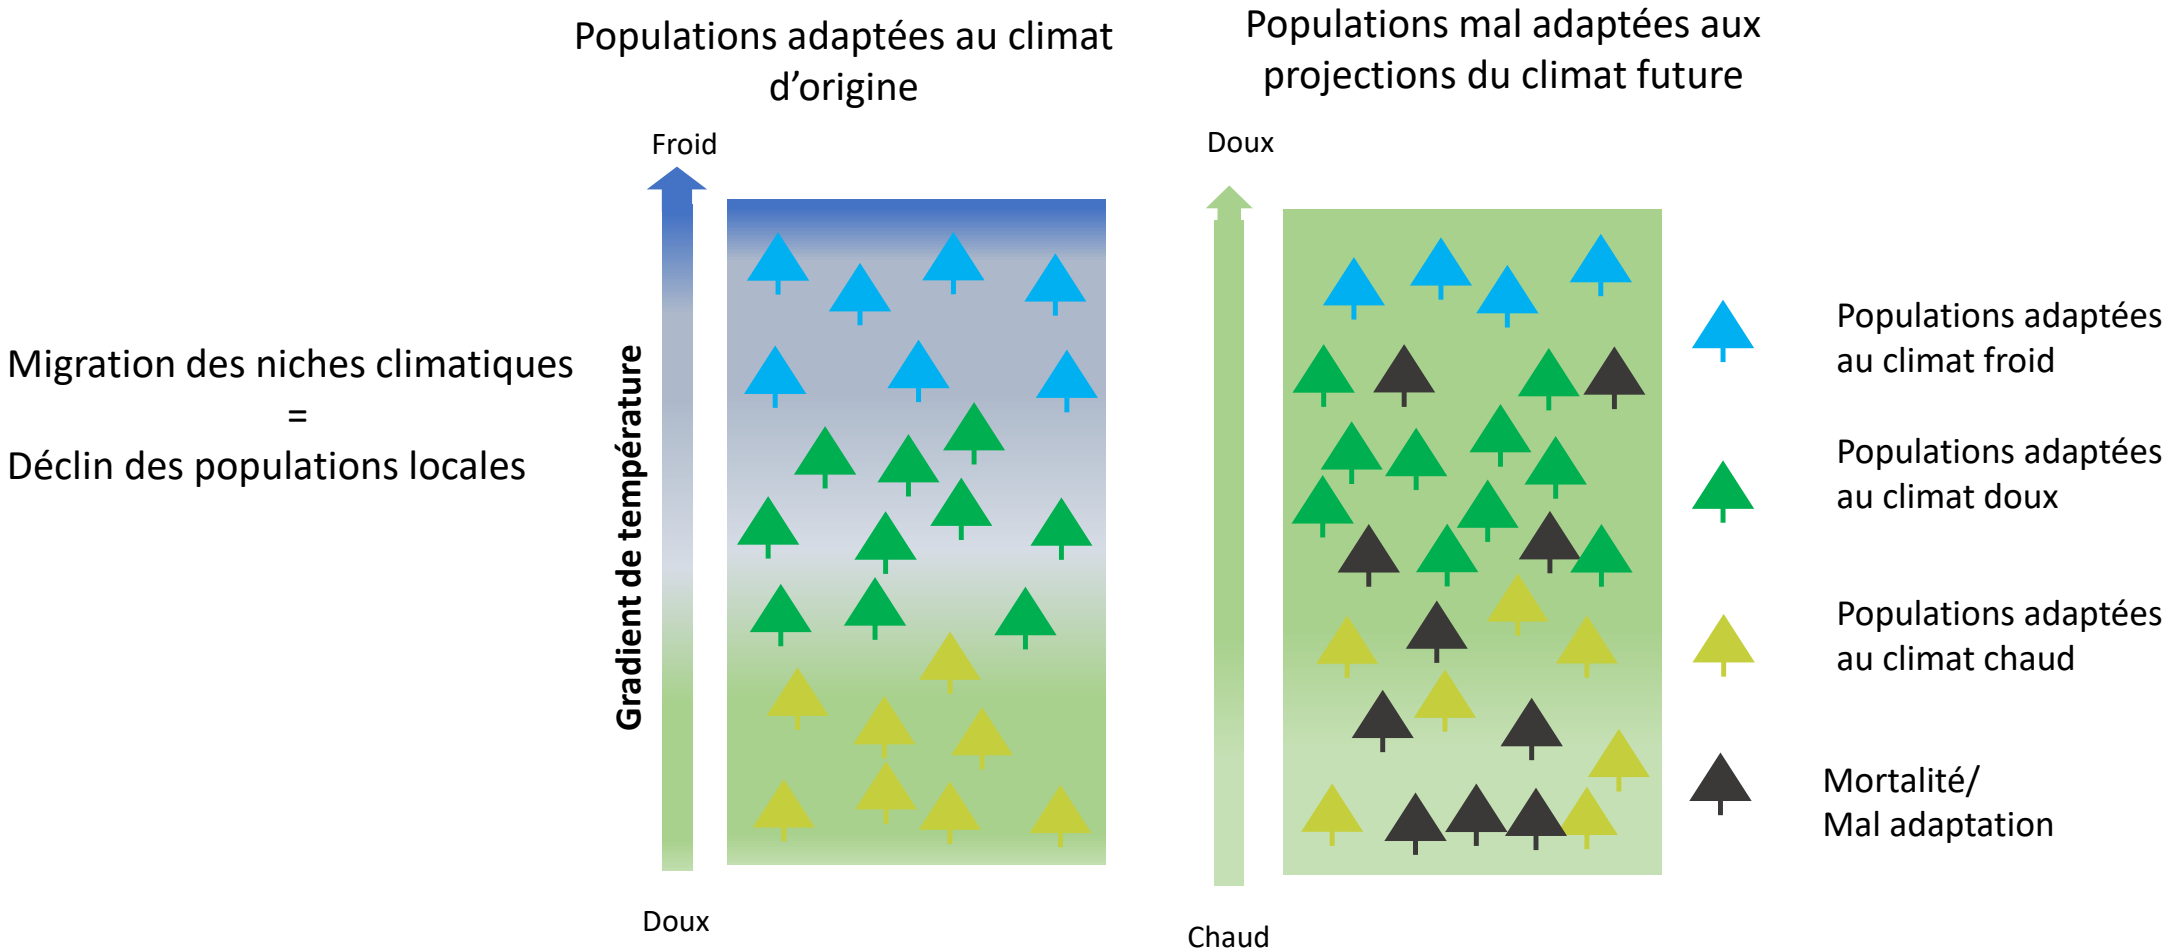 Populations adaptées au climat
d’origine
Populations mal adaptées aux
projections du climat future
Froid
Doux
Migration des niches climatiques
=
Déclin des populations locales
Gradient de température
Doux
Chaud
Populations adaptées
au climat froid
Populations adaptées
au climat doux
Populations adaptées
au climat chaud
Mortalité/
Mal adaptation